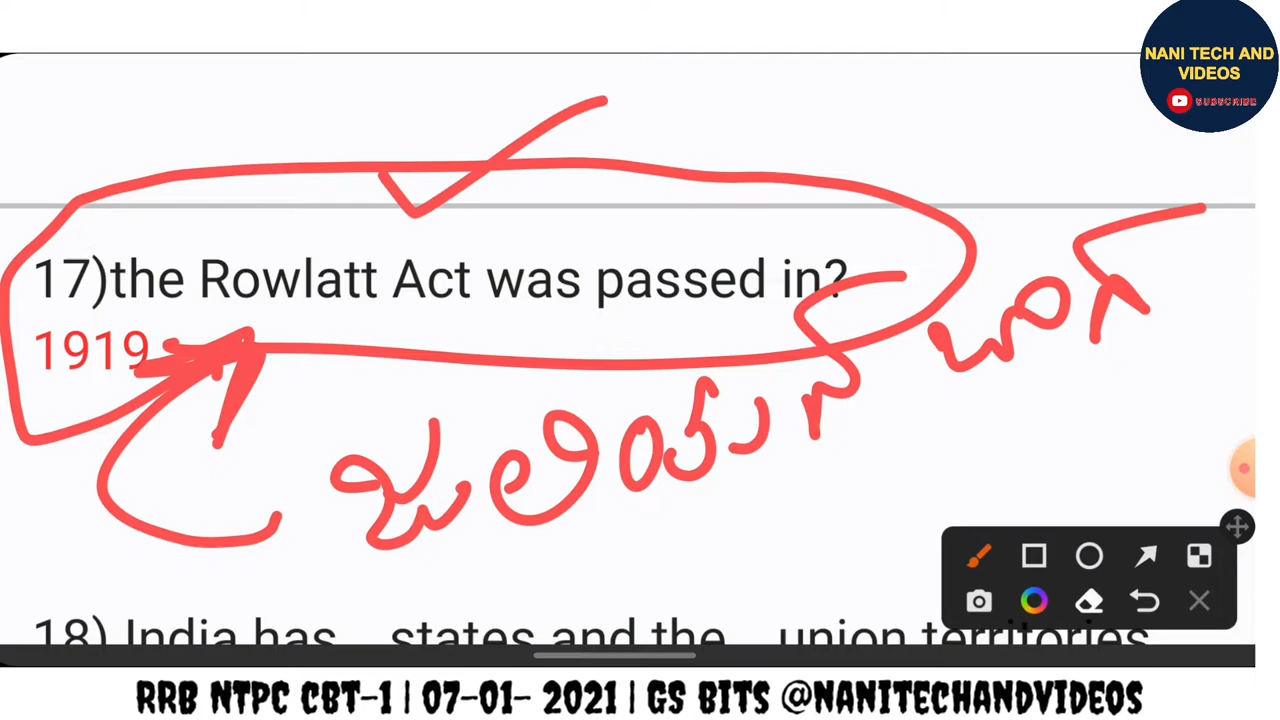 NANI TECH AND
VIDEOS
SUBSCRIBE
17)the Rowlatt Act was passed in?
1919
జలియన్ బాగ్
18) India has _ states and the _ union territories
RRB NTPC CBT-1 | 07-01- 2021 | GS BITS @NANITECHANDVIDEOS